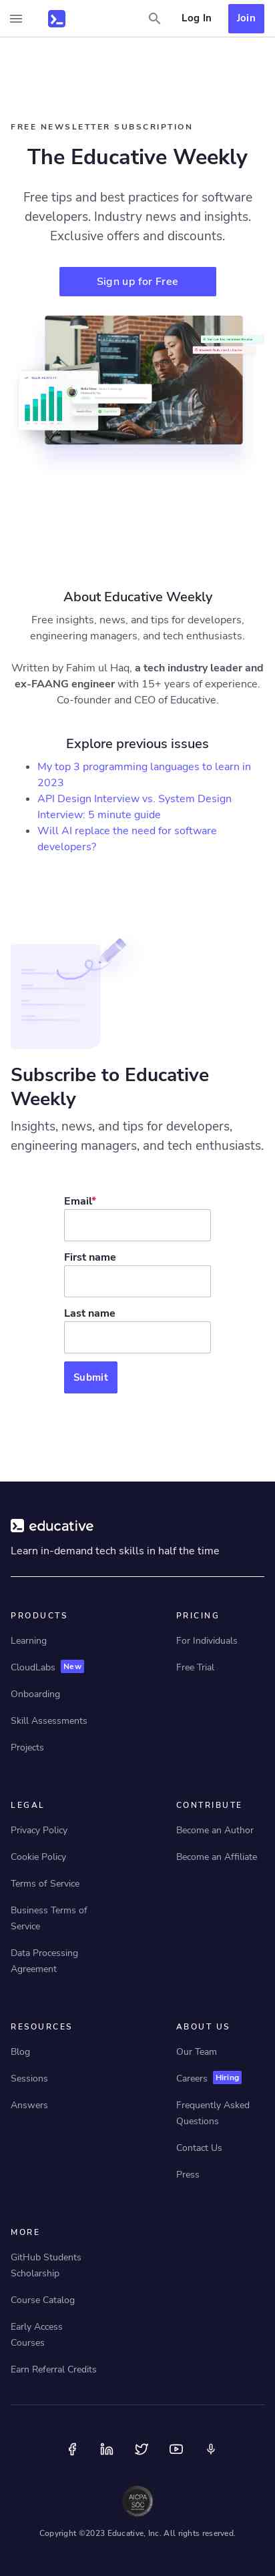 Log In
Join
FREE NEWSLETTER SUBSCRIPTION
The Educative Weekly
Free tips and best practices for software
developers. Industry news and insights.
Exclusive offers and discounts.
Sign up for Free
About Educative Weekly
Free insights, news, and tips for developers,
engineering managers, and tech enthusiasts.
Written by Fahim ul Haq, a tech industry leader and
ex-FAANG engineer with 15+ years of experience.
Co-founder and CEO of Educative.
Explore previous issues
My top 3 programming languages to learn in
2023
API Design Interview vs. System Design
Interview: 5 minute guide
Will AI replace the need for software
developers?
Subscribe to Educative
Weekly
Insights, news, and tips for developers,
engineering managers, and tech enthusiasts.
Email*
First name
Last name
Submit
educative
Learn in-demand tech skills in half the time
PRODUCTS
Learning
CloudLabs New
Onboarding
Skill Assessments
Projects
PRICING
For Individuals
Free Trial
LEGAL
Privacy Policy
Cookie Policy
Terms of Service
Business Terms of
Service
Data Processing
Agreement
CONTRIBUTE
Become an Author
Become an Affiliate
RESOURCES
Blog
Sessions
Answers
ABOUT US
Our Team
Careers Hiring
Frequently Asked
Questions
Contact Us
Press
MORE
GitHub Students
Scholarship
Course Catalog
Early Access
Courses
Earn Referral Credits
AICPA
SOC
Copyright ©2023 Educative, Inc. All rights reserved.